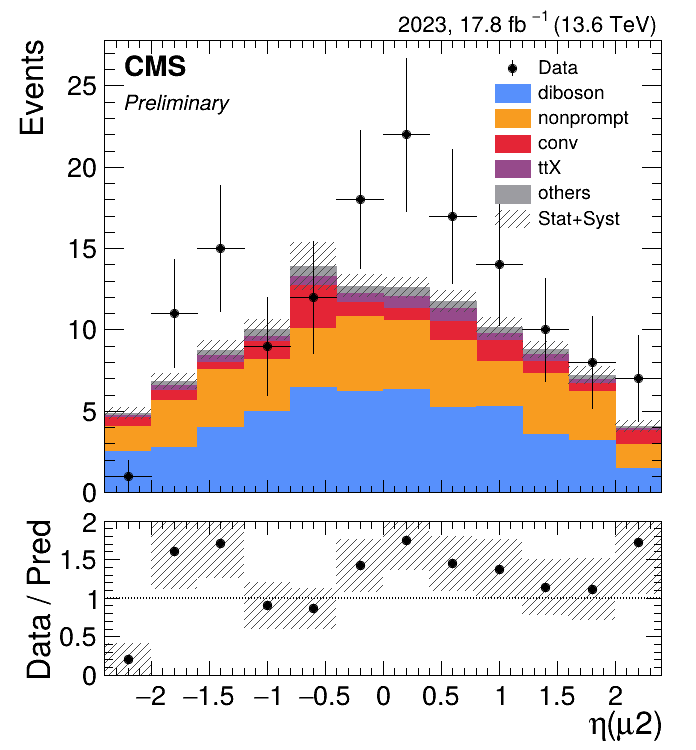 2023, 17.8 fb⁻¹ (13.6 TeV)
CMS
Preliminary
Events
25
20
15
10
5
0
Data
diboson
nonprompt
conv
ttX
others
Stat+Syst
Data / Pred
2
1.5
1
0.5
0
−2 −1.5 −1 −0.5 0 0.5 1 1.5 2
η(μ2)